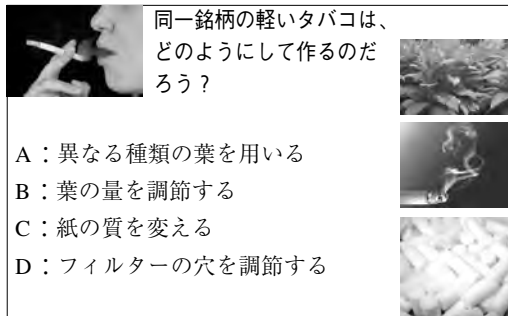 同一銘柄の軽いタバコは、
どのようにして作るのだ
ろう？
A：異なる種類の葉を用いる
B：葉の量を調節する
C：紙の質を変える
D：フィルターの穴を調節する